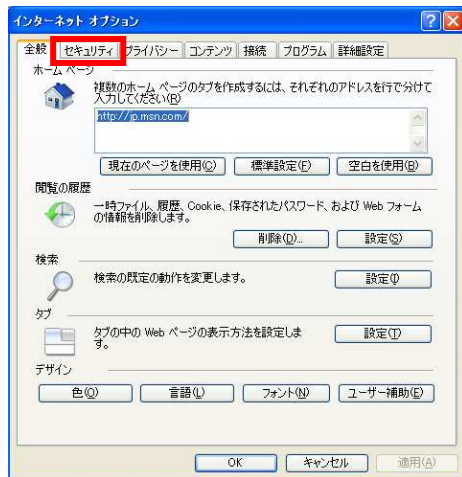 インターネット オプション
全般 セキュリティ プライバシー コンテンツ 接続 プログラム 詳細設定
ホーム ページ
複数のホーム ページのタブを作成するには、それぞれのアドレスを行で分けて
入力してください(R)
http://jp.msn.com/
現在のページを使用(C) 標準設定(F) 空白を使用(B)
閲覧の履歴
一時ファイル、履歴、Cookie、保存されたパスワード、および Web フォーム
の情報を削除します。
削除(D)... 設定(S)
検索
検索の既定の動作を変更します。 設定(I)
タブ
タブの中の Web ページの表示方法を設定しま
す。 設定(T)
デザイン
色(O) 言語(L) フォント(N) ユーザー補助(E)
OK キャンセル 適用(A)